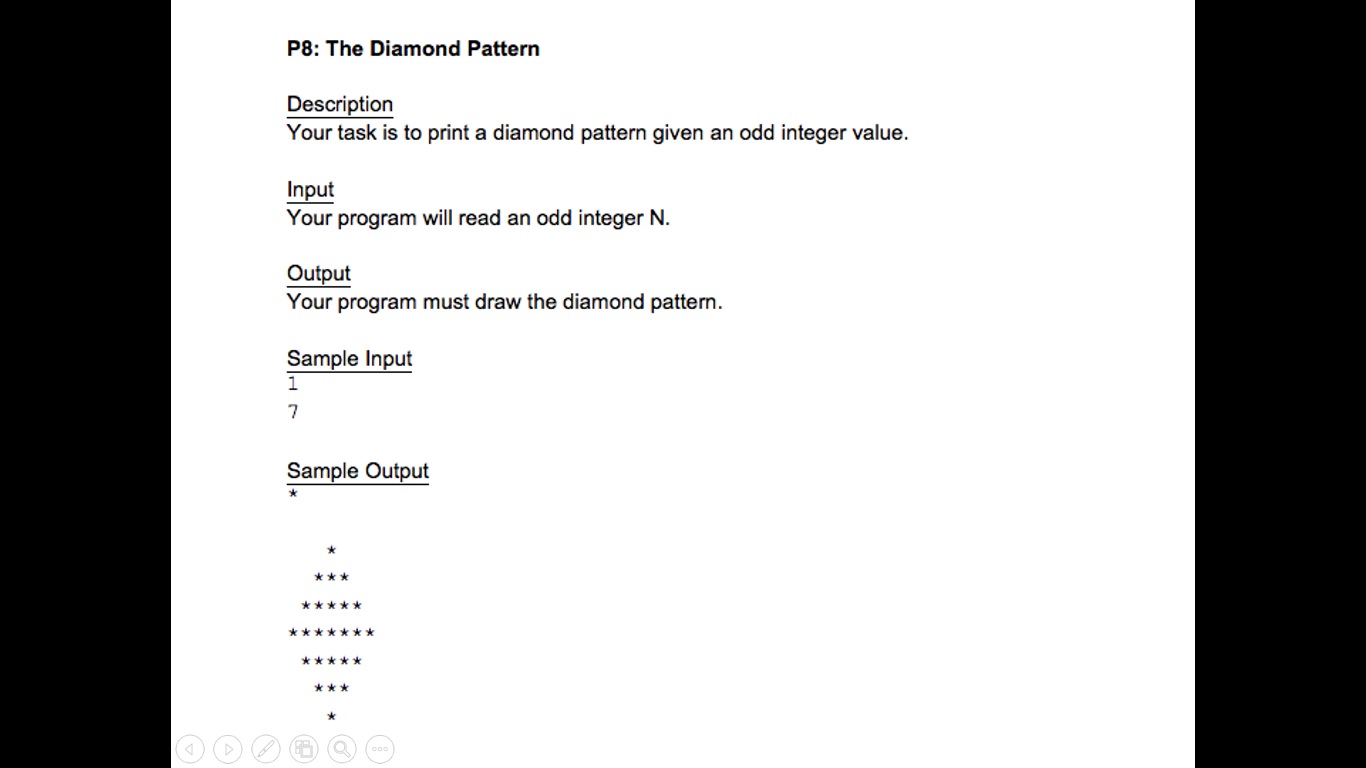 P8: The Diamond Pattern
Description
Your task is to print a diamond pattern given an odd integer value.
Input
Your program will read an odd integer N.
Output
Your program must draw the diamond pattern.
Sample Input
1
7
Sample Output
*
   *
  ***
 *****
*******
 *****
  ***
   *